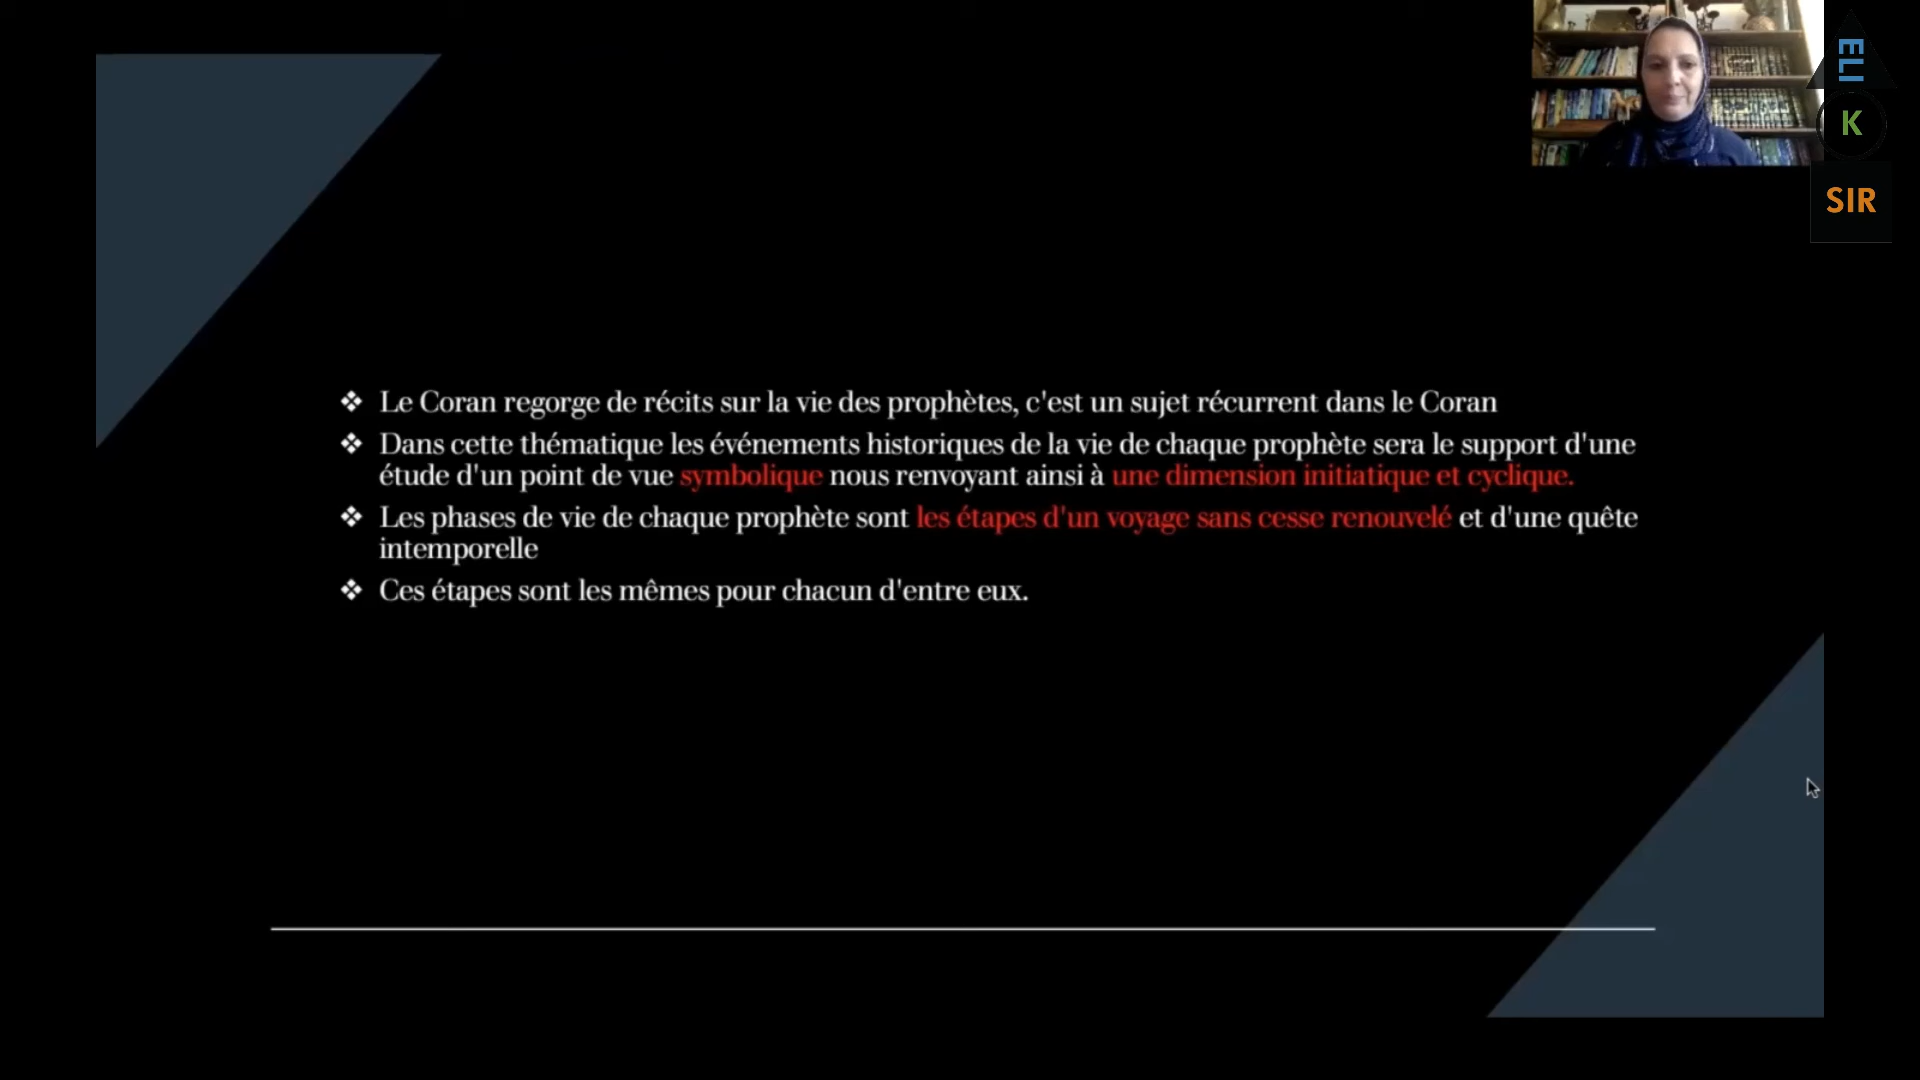 ❖ Le Coran regorge de récits sur la vie des prophètes, c'est un sujet récurrent dans le Coran
❖ Dans cette thématique les événements historiques de la vie de chaque prophète sera le support d'une
étude d'un point de vue symbolique nous renvoyant ainsi à une dimension initiatique et cyclique.
❖ Les phases de vie de chaque prophète sont les étapes d'un voyage sans cesse renouvelé et d'une quête
intemporelle
❖ Ces étapes sont les mêmes pour chacun d'entre eux.
ELI
K
SIR